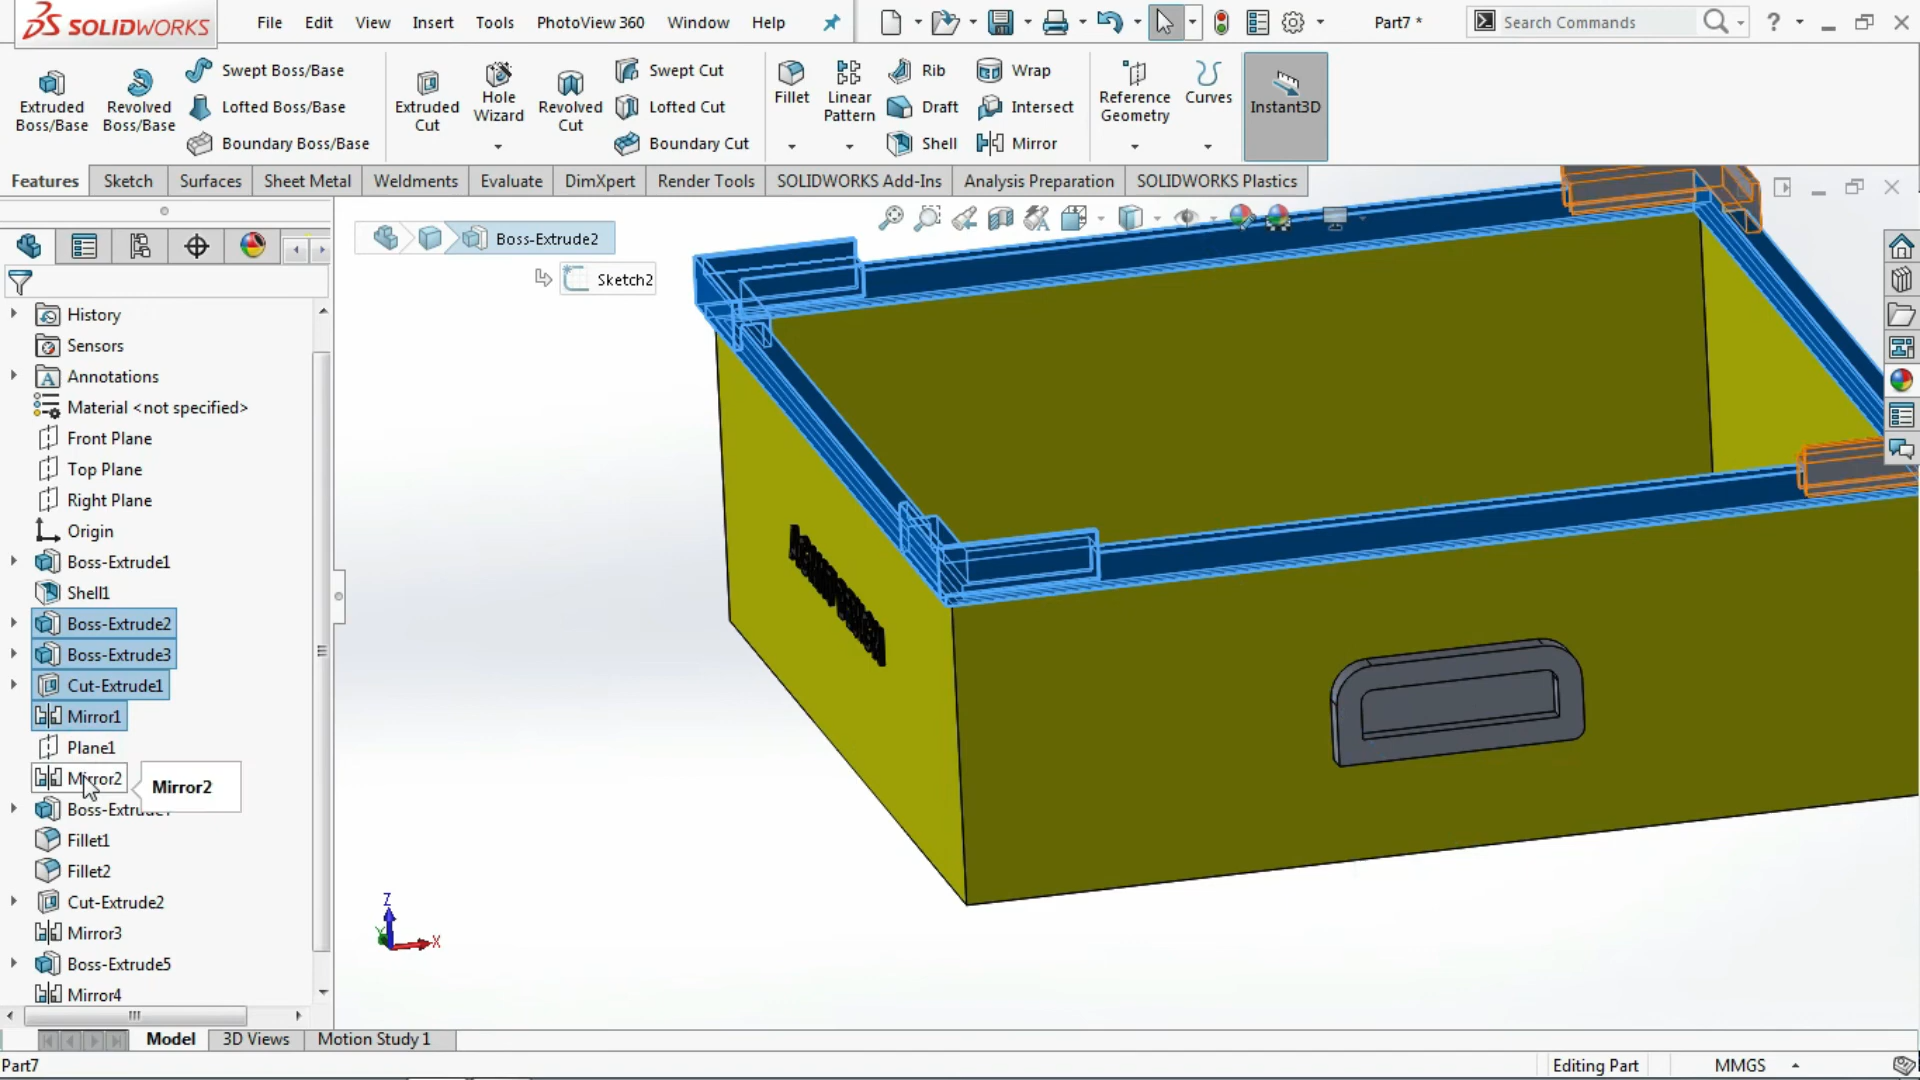 SOLIDWORKS
File Edit View Insert Tools PhotoView 360 Window Help
Part7 *
Search Commands
Extruded Boss/Base
Revolved Boss/Base
Swept Boss/Base
Lofted Boss/Base
Boundary Boss/Base
Extruded Cut
Hole Wizard
Revolved Cut
Swept Cut
Lofted Cut
Boundary Cut
Fillet
Linear Pattern
Rib
Draft
Shell
Wrap
Intersect
Mirror
Reference Geometry
Curves
Instant3D
Features Sketch Surfaces Sheet Metal Weldments Evaluate DimXpert Render Tools SOLIDWORKS Add-Ins Analysis Preparation SOLIDWORKS Plastics
Boss-Extrude2
Sketch2
History
Sensors
Annotations
Material <not specified>
Front Plane
Top Plane
Right Plane
Origin
Boss-Extrude1
Shell1
Boss-Extrude2
Boss-Extrude3
Cut-Extrude1
Mirror1
Plane1
Mirror2
Mirror2
Fillet1
Fillet2
Cut-Extrude2
Mirror3
Boss-Extrude5
Mirror4
Z
Y
X
Model 3D Views Motion Study 1
Part7
Editing Part
MMGS